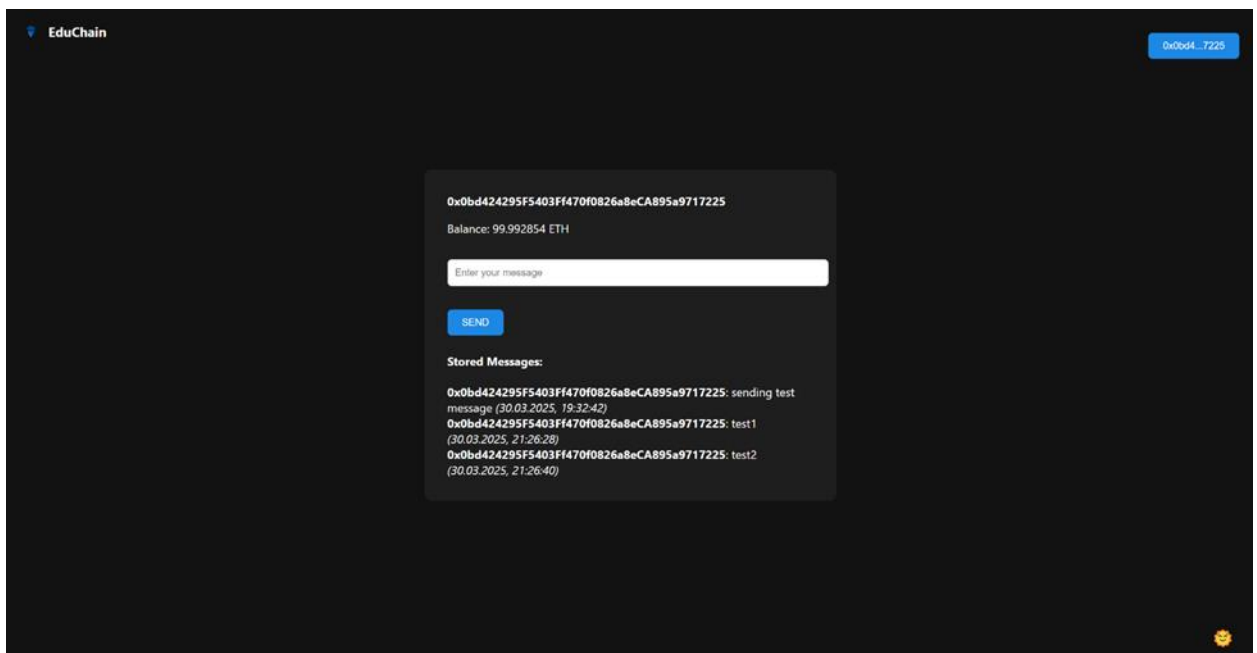 EduChain
0x0bd4...7225
0x0bd424295F5403Ff470f0826a8eCA895a9717225
Balance: 99.992854 ETH
Enter your message
SEND
Stored Messages:
0x0bd424295F5403Ff470f0826a8eCA895a9717225: sending test
message (30.03.2025, 19:32:42)
0x0bd424295F5403Ff470f0826a8eCA895a9717225: test1
(30.03.2025, 21:26:28)
0x0bd424295F5403Ff470f0826a8eCA895a9717225: test2
(30.03.2025, 21:26:40)